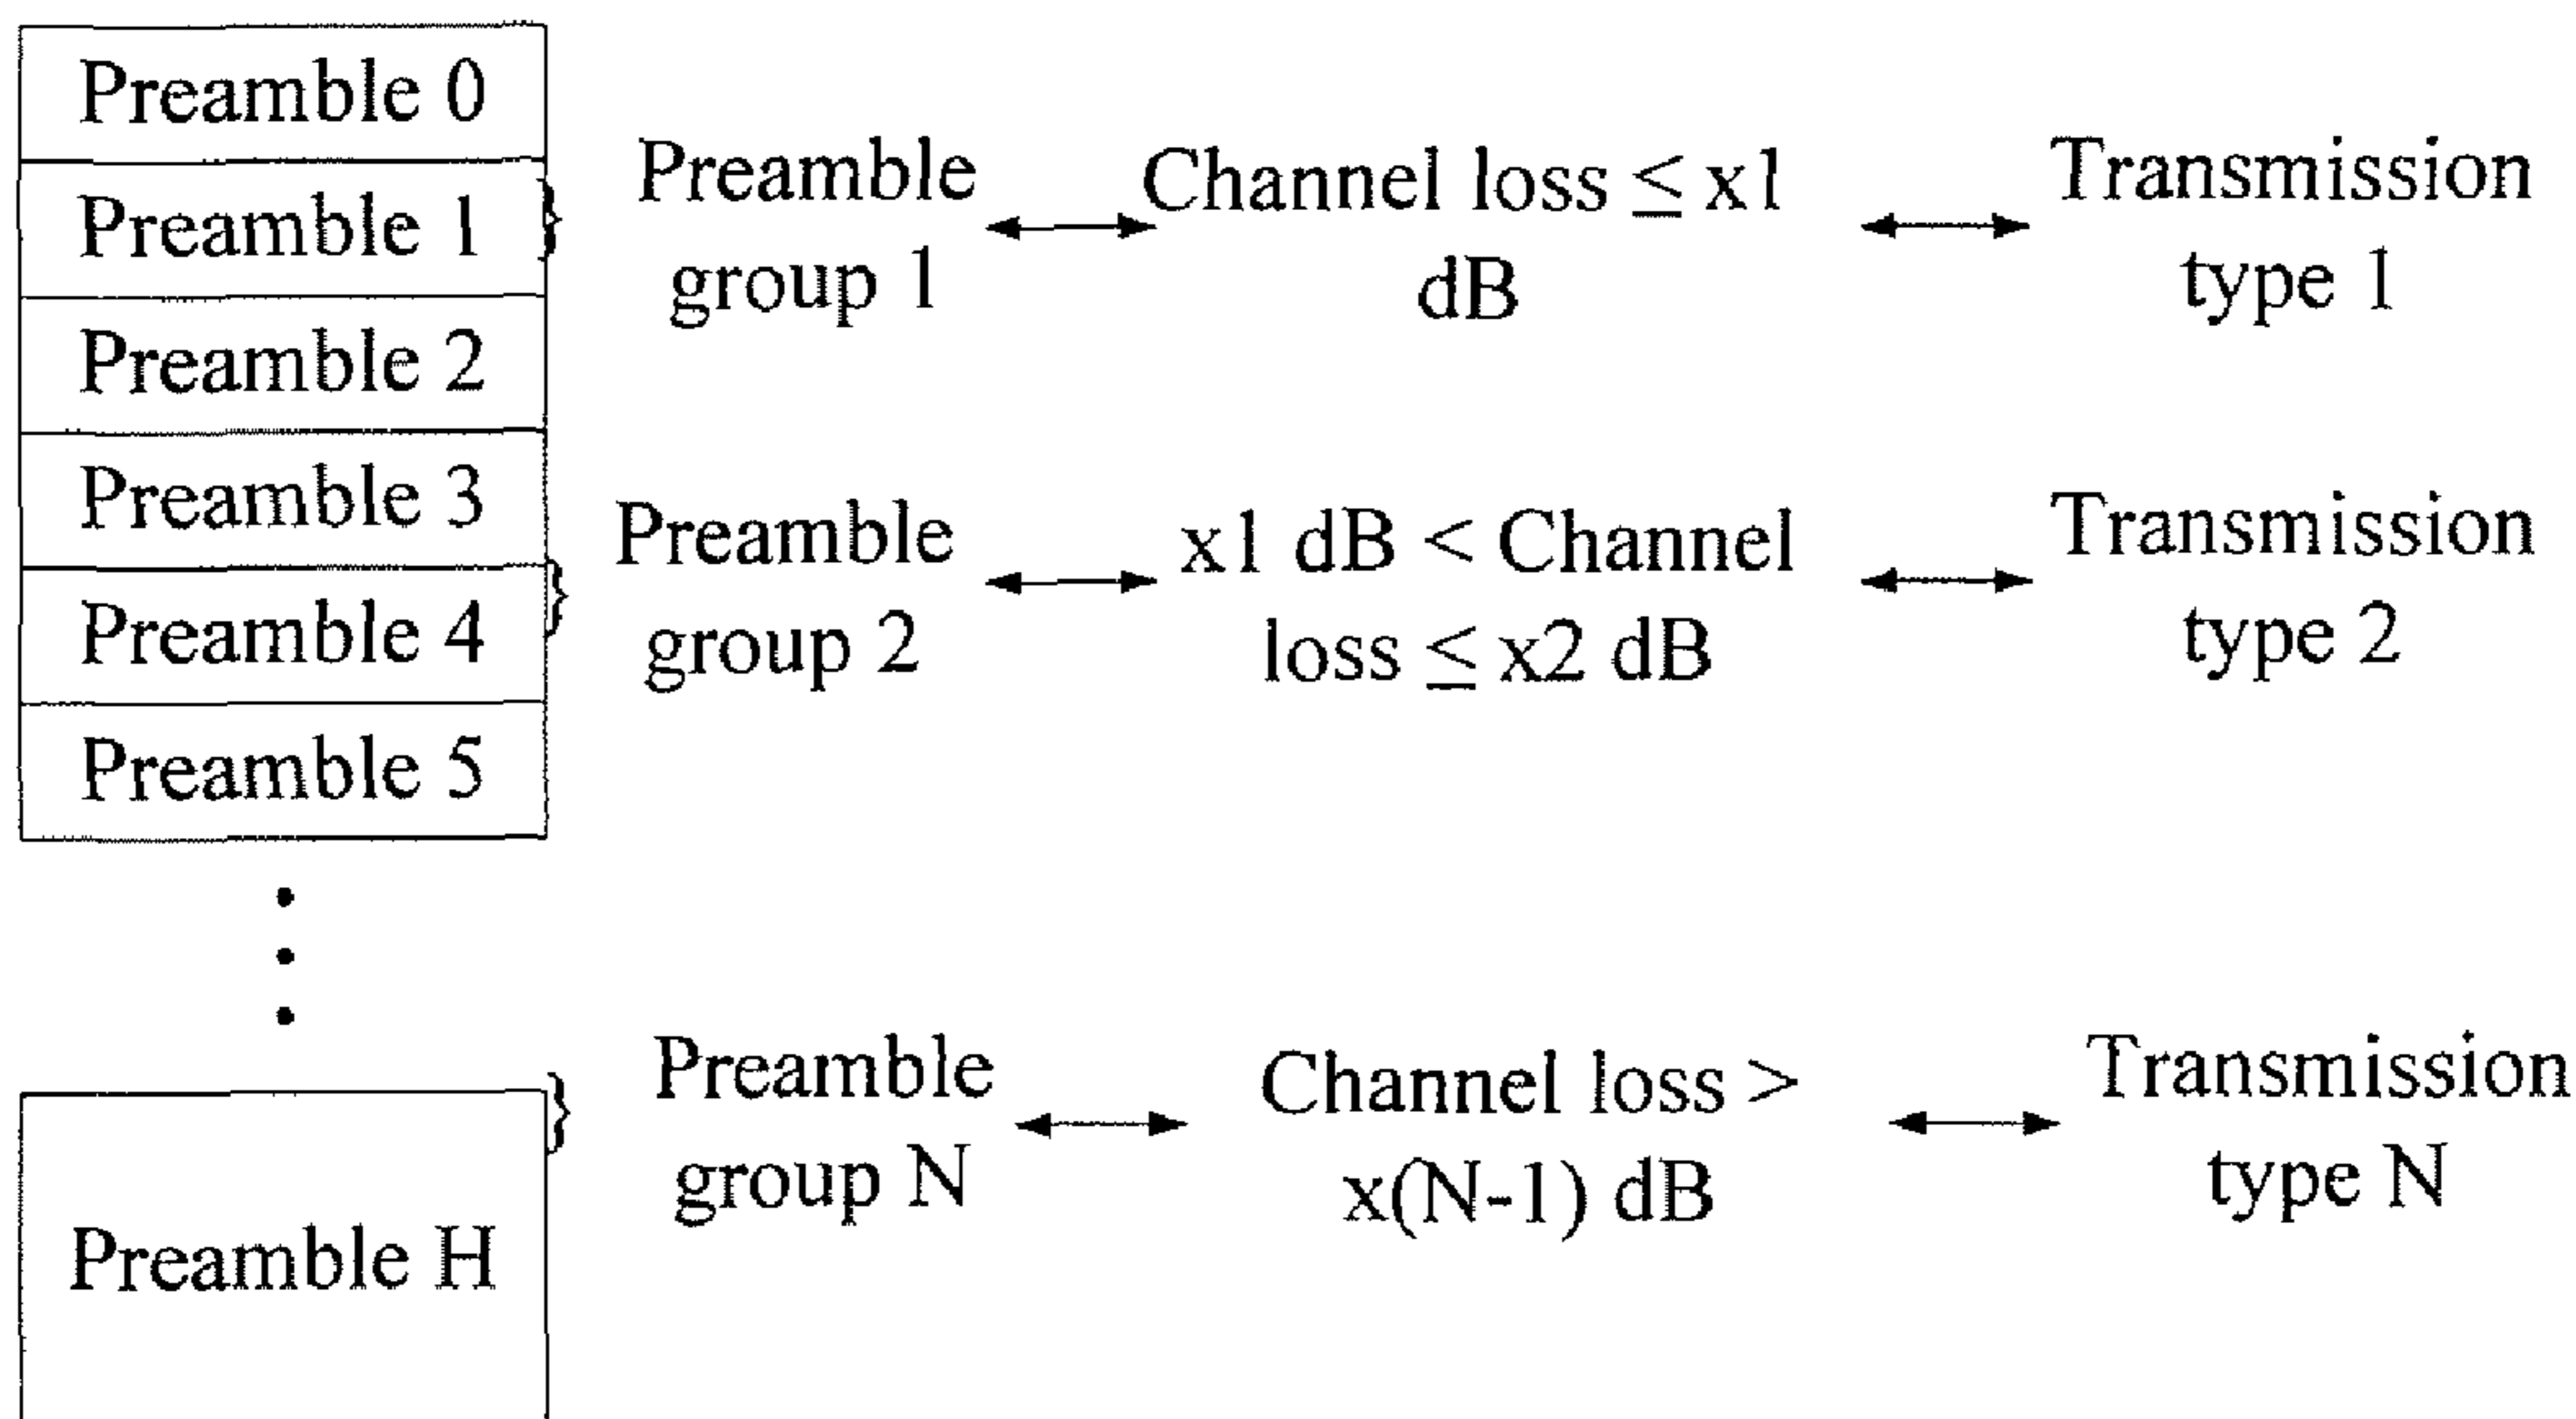 Preamble 0
Preamble 1
Preamble 2
Preamble 3
Preamble 4
Preamble 5
Preamble H
Preamble
group 1
Channel loss ≤ x1
dB
Transmission
type 1
Preamble
group 2
x1 dB < Channel
loss ≤ x2 dB
Transmission
type 2
Preamble
group N
Channel loss >
x(N-1) dB
Transmission
type N